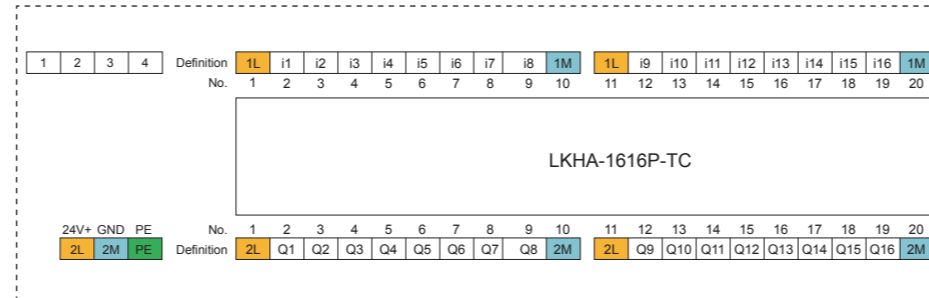 1 2 3 4 Definition 1L i1 i2 i3 i4 i5 i6 i7 i8 1M 1L i9 i10 i11 i12 i13 i14 i15 i16 1M
No. 1 2 3 4 5 6 7 8 9 10 11 12 13 14 15 16 17 18 19 20
LKHA-1616P-TC
24V+ GND PE No. 1 2 3 4 5 6 7 8 9 10 11 12 13 14 15 16 17 18 19 20
2L 2M PE Definition 2L Q1 Q2 Q3 Q4 Q5 Q6 Q7 Q8 2M 2L Q9 Q10 Q11 Q12 Q13 Q14 Q15 Q16 2M